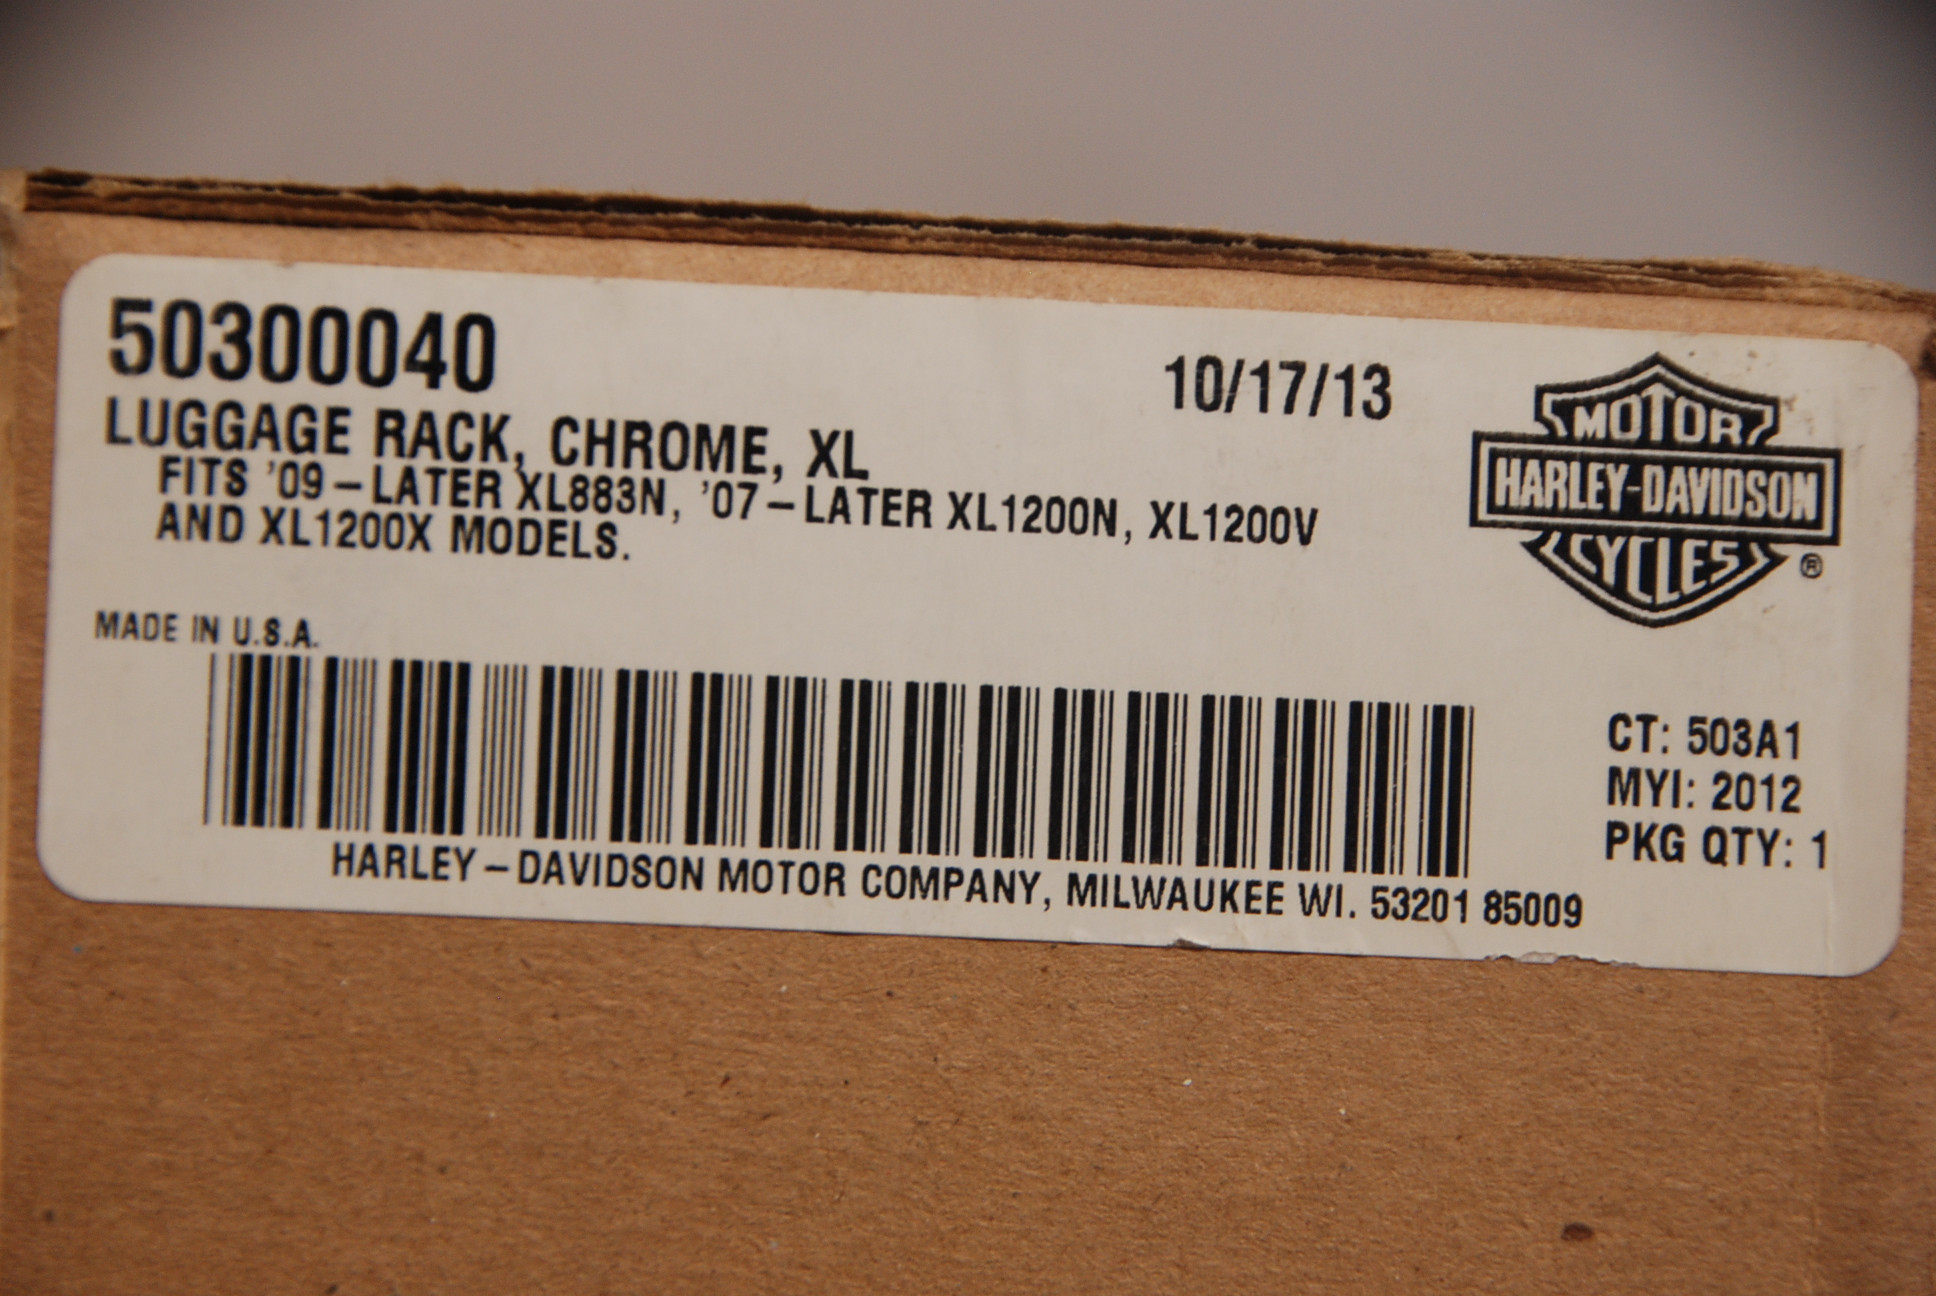 50300040
10/17/13
LUGGAGE RACK, CHROME, XL
FITS '09-LATER XL883N, '07-LATER XL1200N, XL1200V
AND XL1200X MODELS.
MOTOR
HARLEY-DAVIDSON
CYCLES
®
MADE IN U.S.A.
CT: 503A1
MYI: 2012
PKG QTY: 1
HARLEY-DAVIDSON MOTOR COMPANY, MILWAUKEE WI. 53201 85009